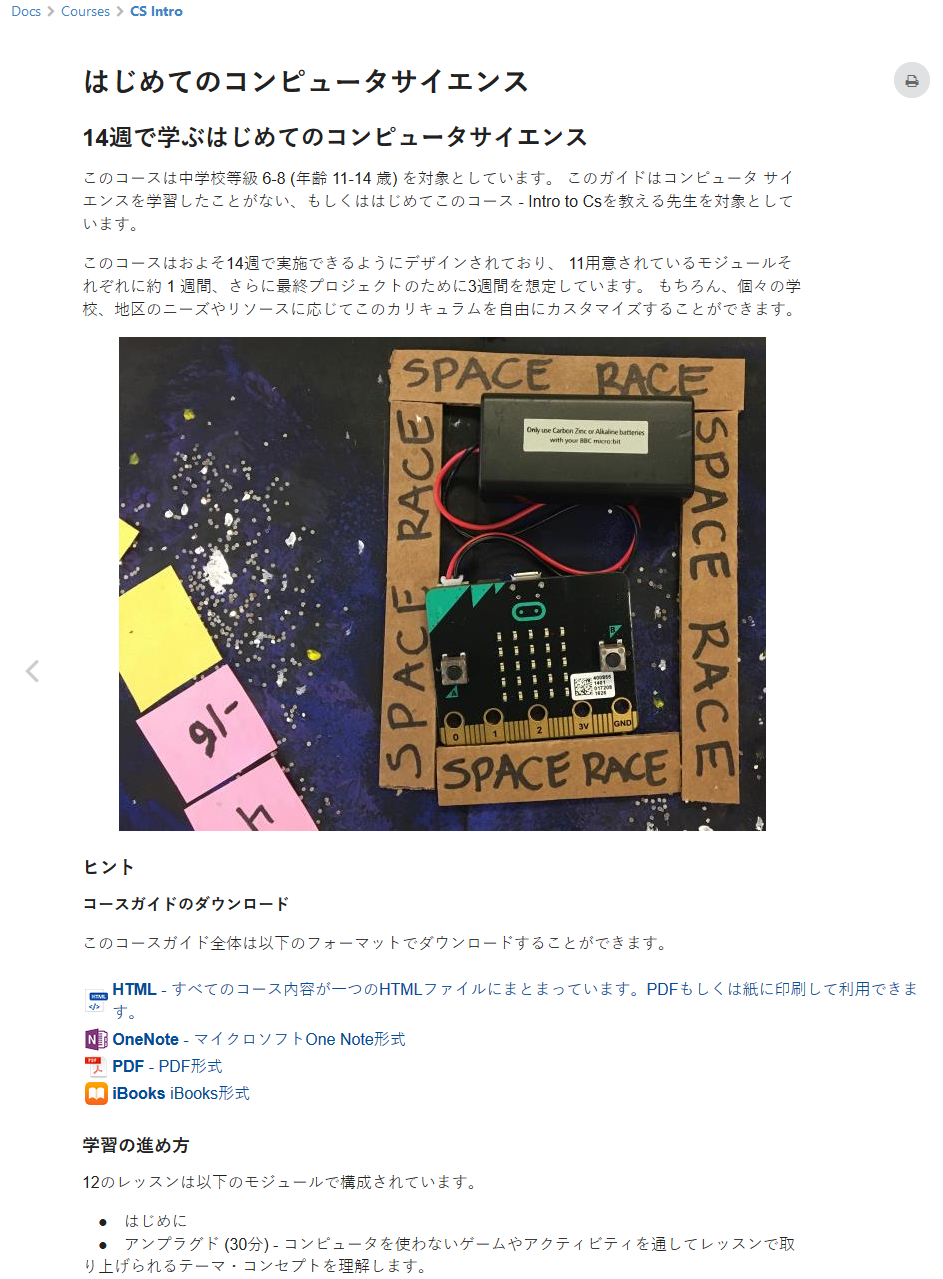 Docs > Courses > CS Intro
はじめてのコンピュータサイエンス
14週で学ぶはじめてのコンピュータサイエンス
このコースは中学校等級 6-8 (年齢 11-14 歳) を対象としています。 このガイドはコンピュータ サイ
エンスを学習したことがない、もしくははじめてこのコース - Intro to Csを教える先生を対象として
います。
このコースはおよそ14週で実施できるようにデザインされており、 11用意されているモジュールそ
れぞれに約 1 週間、さらに最終プロジェクトのために3週間を想定しています。 もちろん、個々の学
校、地区のニーズやリソースに応じてこのカリキュラムを自由にカスタマイズすることができます。
SPACE RACE
Only use Carbon Zinc or Alkaline batteries
with your BBC micro:bit
SPACE RACE
SPACE RACE
B
A
0 1 2 3V GND
SPACE RACE
ヒント
コースガイドのダウンロード
このコースガイド全体は以下のフォーマットでダウンロードすることができます。
HTML - すべてのコース内容が一つのHTMLファイルにまとまっています。PDFもしくは紙に印刷して利用できま
す。
OneNote - マイクロソフトOne Note形式
PDF - PDF形式
iBooks iBooks形式
学習の進め方
12のレッスンは以下のモジュールで構成されています。
● はじめに
● アンプラグド (30分) - コンピュータを使わないゲームやアクティビティを通してレッスンで取
り上げられるテーマ・コンセプトを理解します。